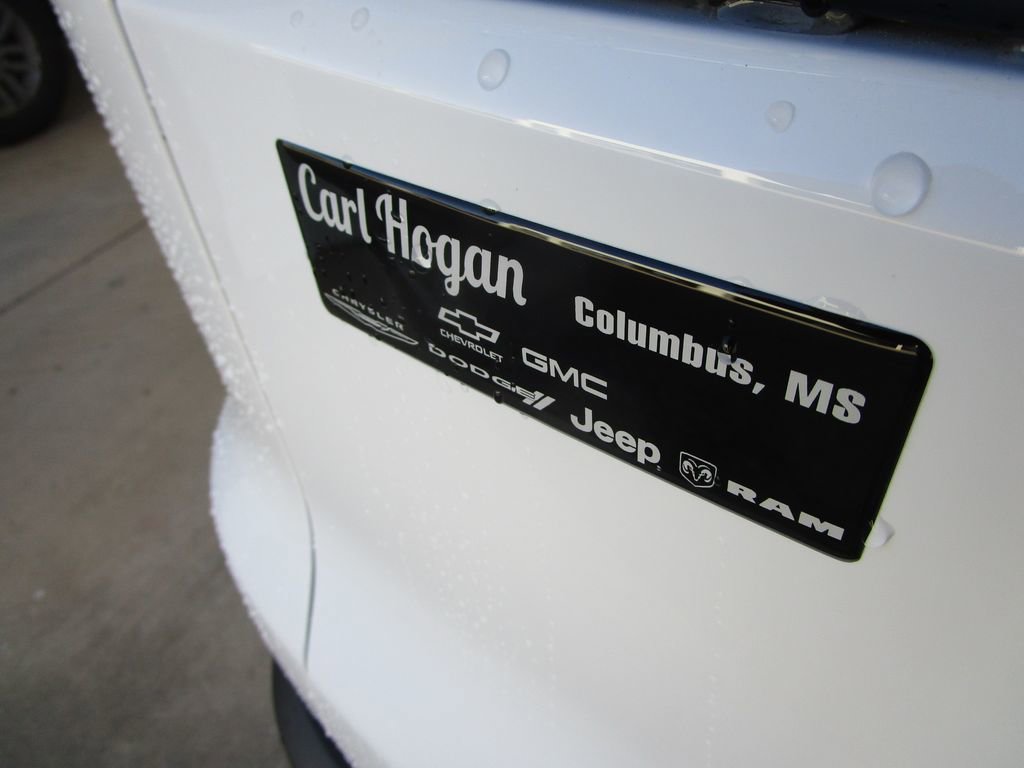 Carl Hogan
Columbus, MS
CHRYSLER
CHEVROLET
GMC
DODGE
Jeep
RAM